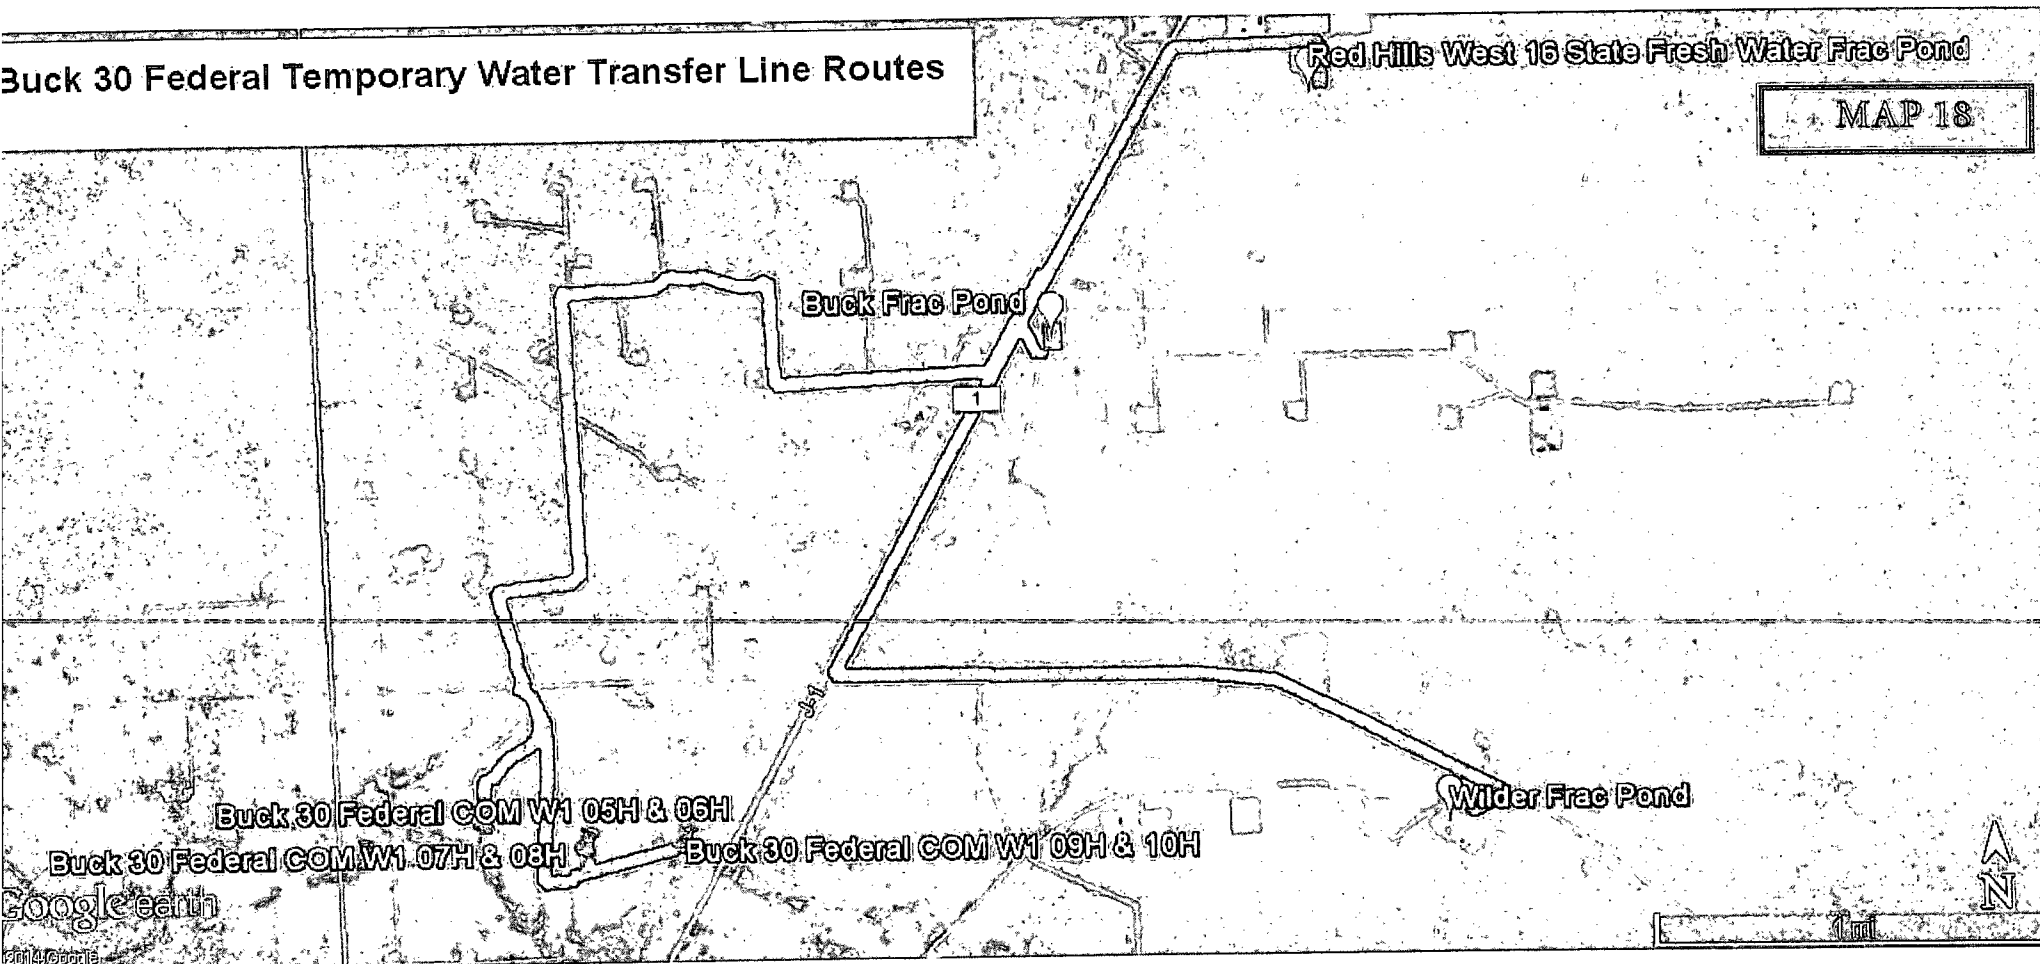 Buck 30 Federal Temporary Water Transfer Line Routes
Red Hills West 16 State Fresh Water Frac Pond
MAP 18
Buck Frac Pond
1
J-1
Wilder Frac Pond
Buck 30 Federal COM W1 05H & 06H
Buck 30 Federal COM W1 07H & 08H
Buck 30 Federal COM W1 09H & 10H
Google earth
N
1 mi
2014 Google